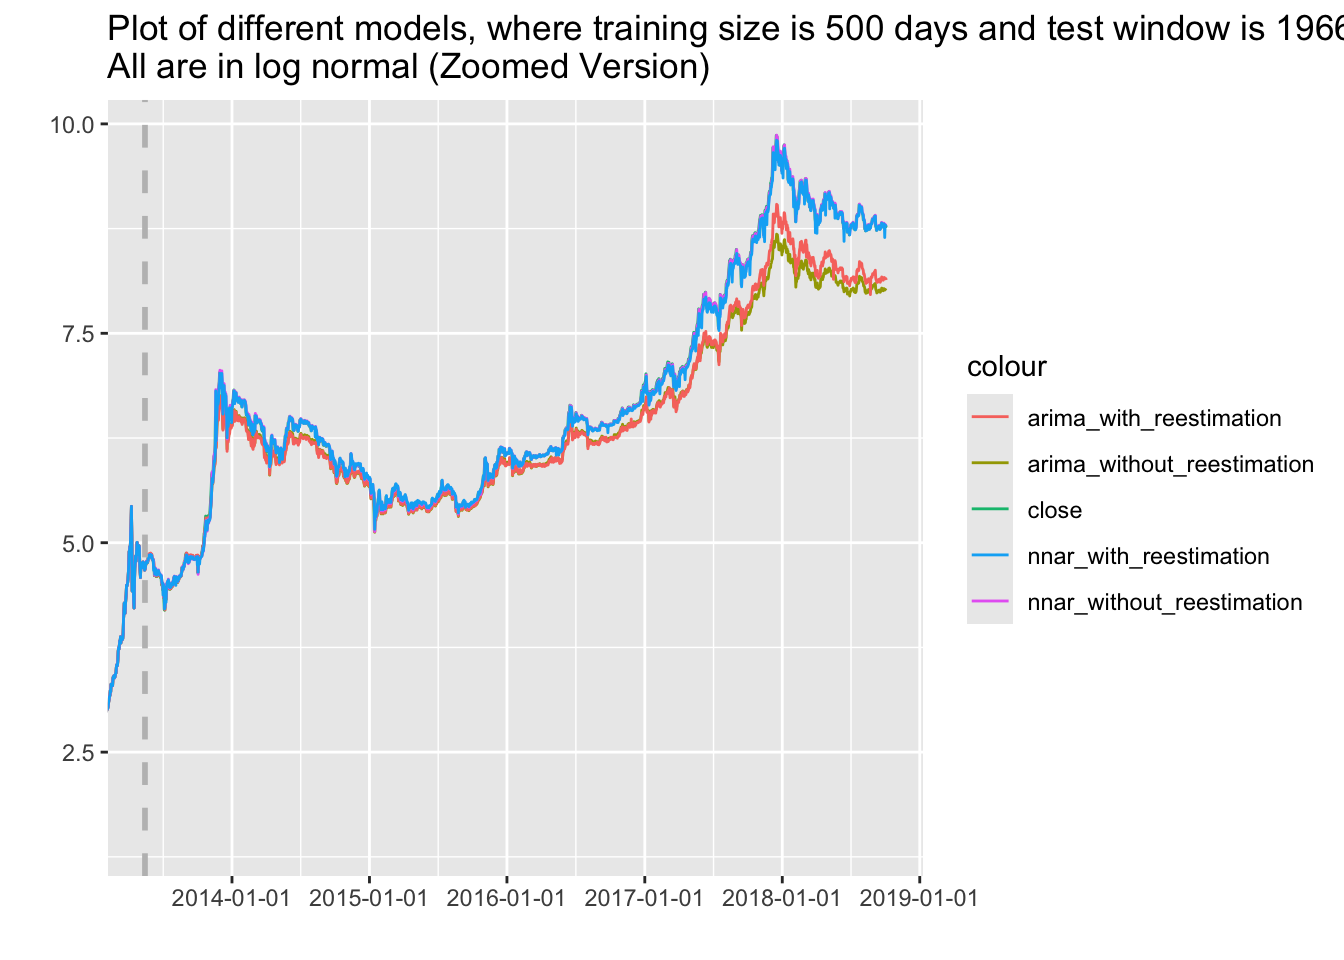 Plot of different models, where training size is 500 days and test window is 1966
All are in log normal (Zoomed Version)
10.0
7.5
5.0
2.5
2014-01-01 2015-01-01 2016-01-01 2017-01-01 2018-01-01 2019-01-01
colour
arima_with_reestimation
arima_without_reestimation
close
nnar_with_reestimation
nnar_without_reestimation